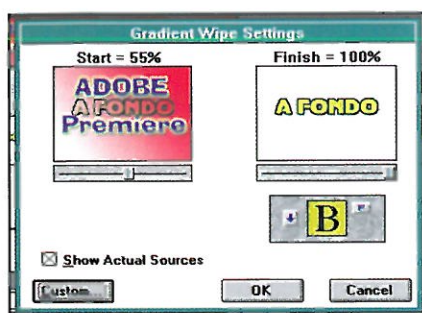 Gradient Wipe Settings
Start = 55%
Finish = 100%
ADOBE
A FONDO
Premiere
A FONDO
B
Show Actual Sources
Custom...
OK
Cancel